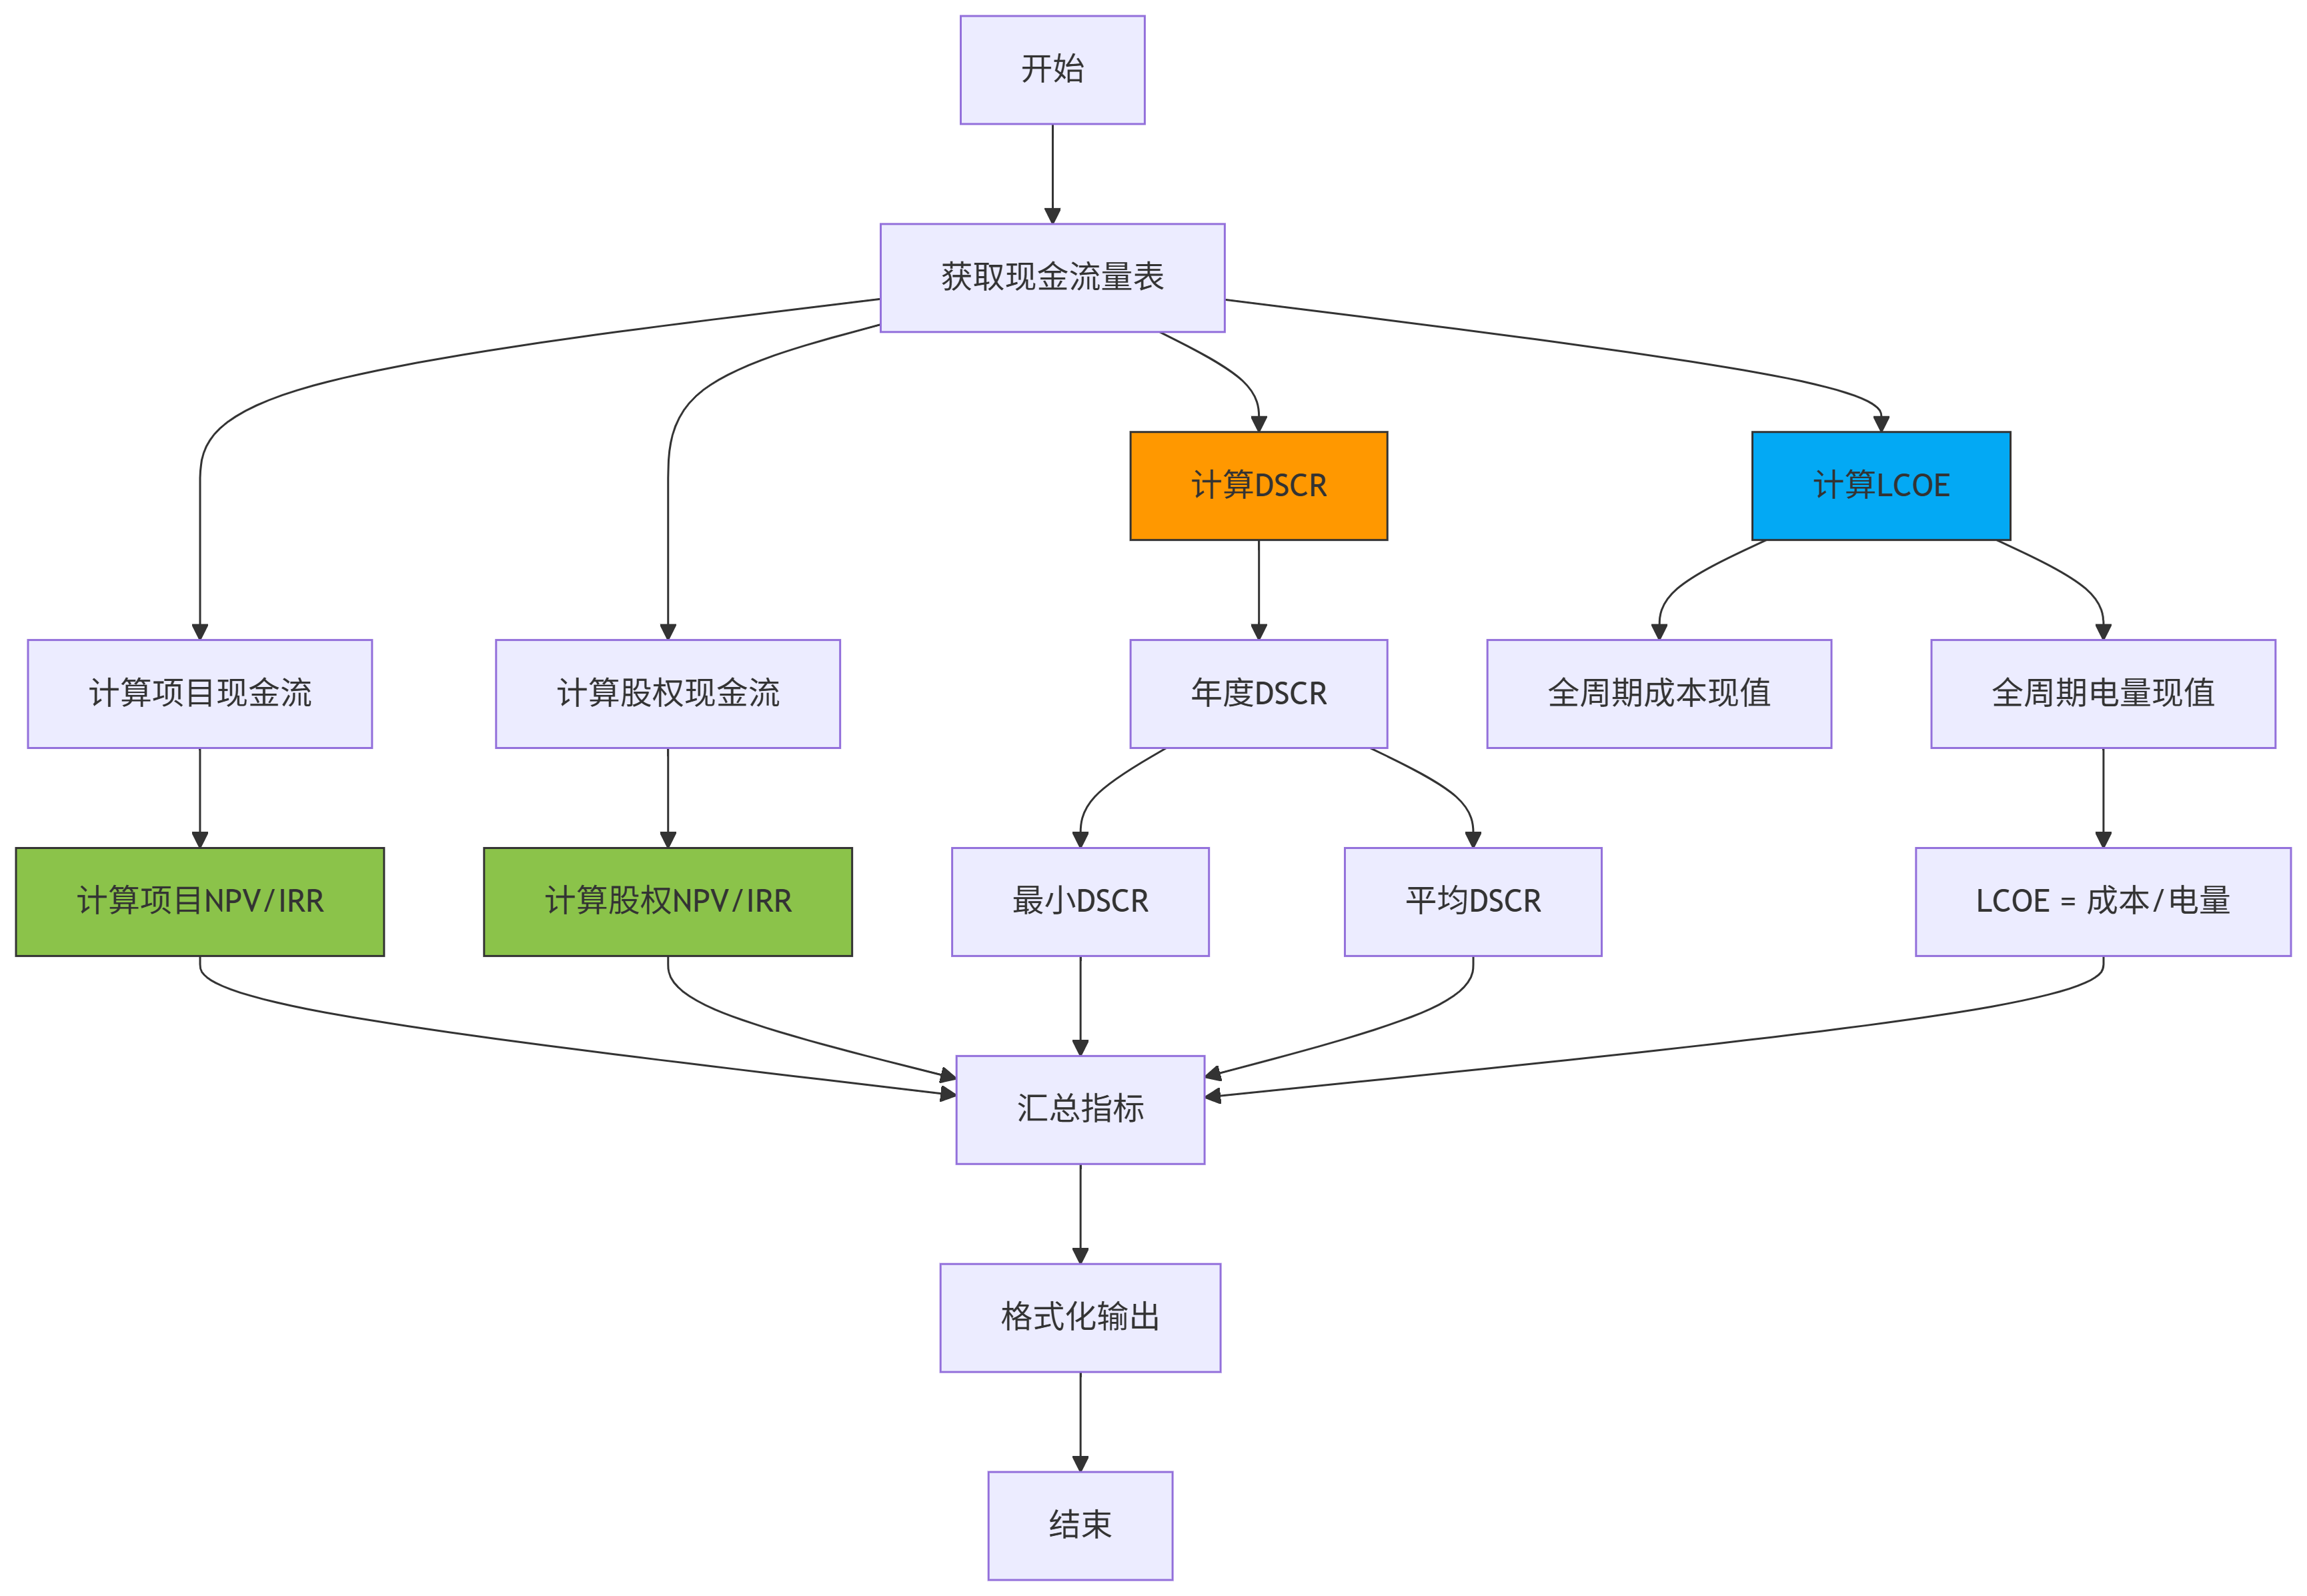 开始
获取现金流量表
计算DSCR
计算LCOE
计算项目现金流
计算股权现金流
年度DSCR
全周期成本现值
全周期电量现值
计算项目NPV/IRR
计算股权NPV/IRR
最小DSCR
平均DSCR
LCOE = 成本/电量
汇总指标
格式化输出
结束